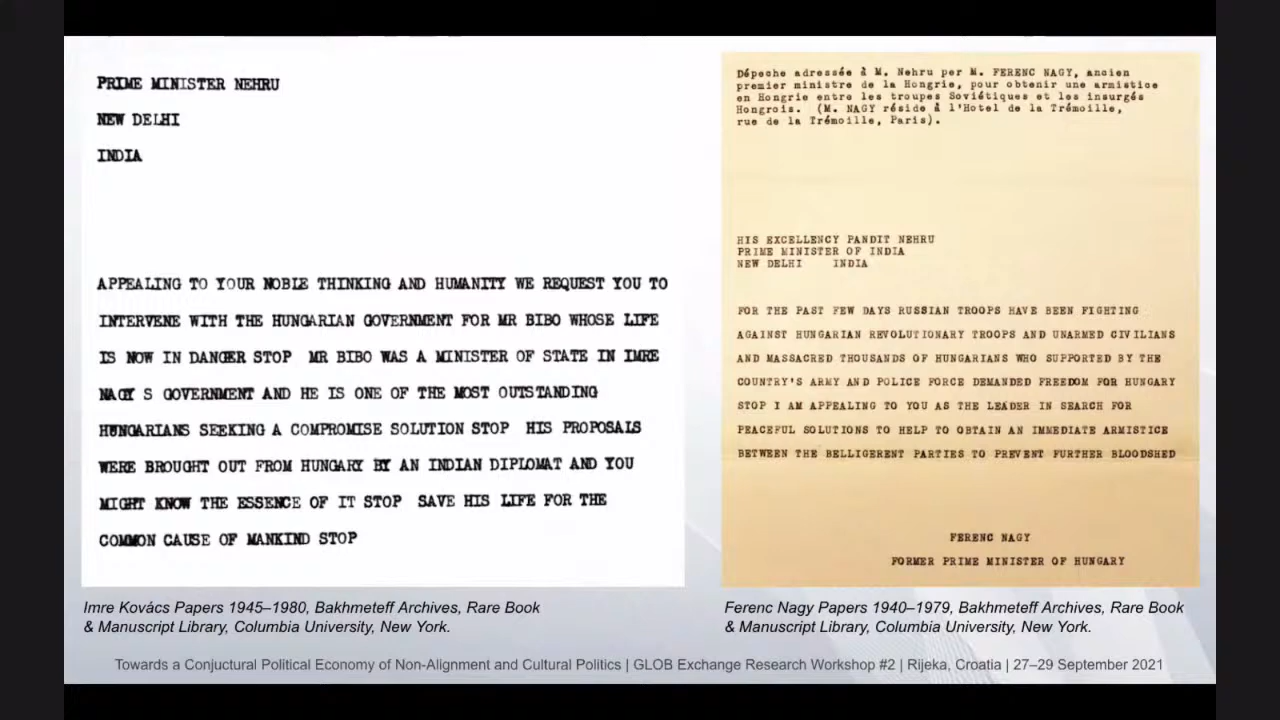 PRIME MINISTER NEHRU
NEW DELHI
INDIA
APPEALING TO YOUR NOBLE THINKING AND HUMANITY WE REQUEST YOU TO
INTERVENE WITH THE HUNGARIAN GOVERNMENT FOR MR BIBO WHOSE LIFE
IS NOW IN DANGER STOP MR BIBO WAS A MINISTER OF STATE IN IMRE
NAGY S GOVERNMENT AND HE IS ONE OF THE MOST OUTSTANDING
HUNGARIANS SEEKING A COMPROMISE SOLUTION STOP HIS PROPOSALS
WERE BROUGHT OUT FROM HUNGARY BY AN INDIAN DIPLOMAT AND YOU
MIGHT KNOW THE ESSENCE OF IT STOP SAVE HIS LIFE FOR THE
COMMON CAUSE OF MANKIND STOP
Imre Kovács Papers 1945–1980, Bakhmeteff Archives, Rare Book
& Manuscript Library, Columbia University, New York.
Dépeche adressée à M. Nehru per M. FERENC NAGY, ancien
premier ministre de la Hongrie, pour obtenir une armistice
en Hongrie entre les troupes Soviétiques et les insurgés
Hongrois. (M. NAGY réside à l'Hotel de la Trémoille,
rue de la Trémoille, Paris).
HIS EXCELLENCY PANDIT NEHRU
PRIME MINISTER OF INDIA
NEW DELHI INDIA
FOR THE PAST FEW DAYS RUSSIAN TROOPS HAVE BEEN FIGHTING
AGAINST HUNGARIAN REVOLUTIONARY TROOPS AND UNARMED CIVILIANS
AND MASSACRED THOUSANDS OF HUNGARIANS WHO SUPPORTED BY THE
COUNTRY'S ARMY AND POLICE FORCE DEMANDED FREEDOM FOR HUNGARY
STOP I AM APPEALING TO YOU AS THE LEADER IN SEARCH FOR
PEACEFUL SOLUTIONS TO HELP TO OBTAIN AN IMMEDIATE ARMISTICE
BETWEEN THE BELLIGERENT PARTIES TO PREVENT FURTHER BLOODSHED
FERENC NAGY
FORMER PRIME MINISTER OF HUNGARY
Ferenc Nagy Papers 1940–1979, Bakhmeteff Archives, Rare Book
& Manuscript Library, Columbia University, New York.
Towards a Conjuctural Political Economy of Non-Alignment and Cultural Politics | GLOB Exchange Research Workshop #2 | Rijeka, Croatia | 27–29 September 2021